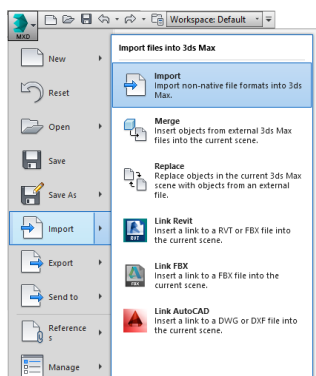 Workspace: Default
MXD
New
Reset
Open
Save
Save As
Import
Export
Send to
Reference
s
Manage
Import files into 3ds Max
Import
Import non-native file formats into 3ds
Max.
Merge
Insert objects from external 3ds Max
files into the current scene.
Replace
Replace objects in the current 3ds Max
scene with objects from an external
file.
Link Revit
Insert a link to a RVT or FBX file into
the current scene.
Link FBX
Insert a link to a FBX file into the
current scene.
Link AutoCAD
Insert a link to a DWG or DXF file into
the current scene.
RVT